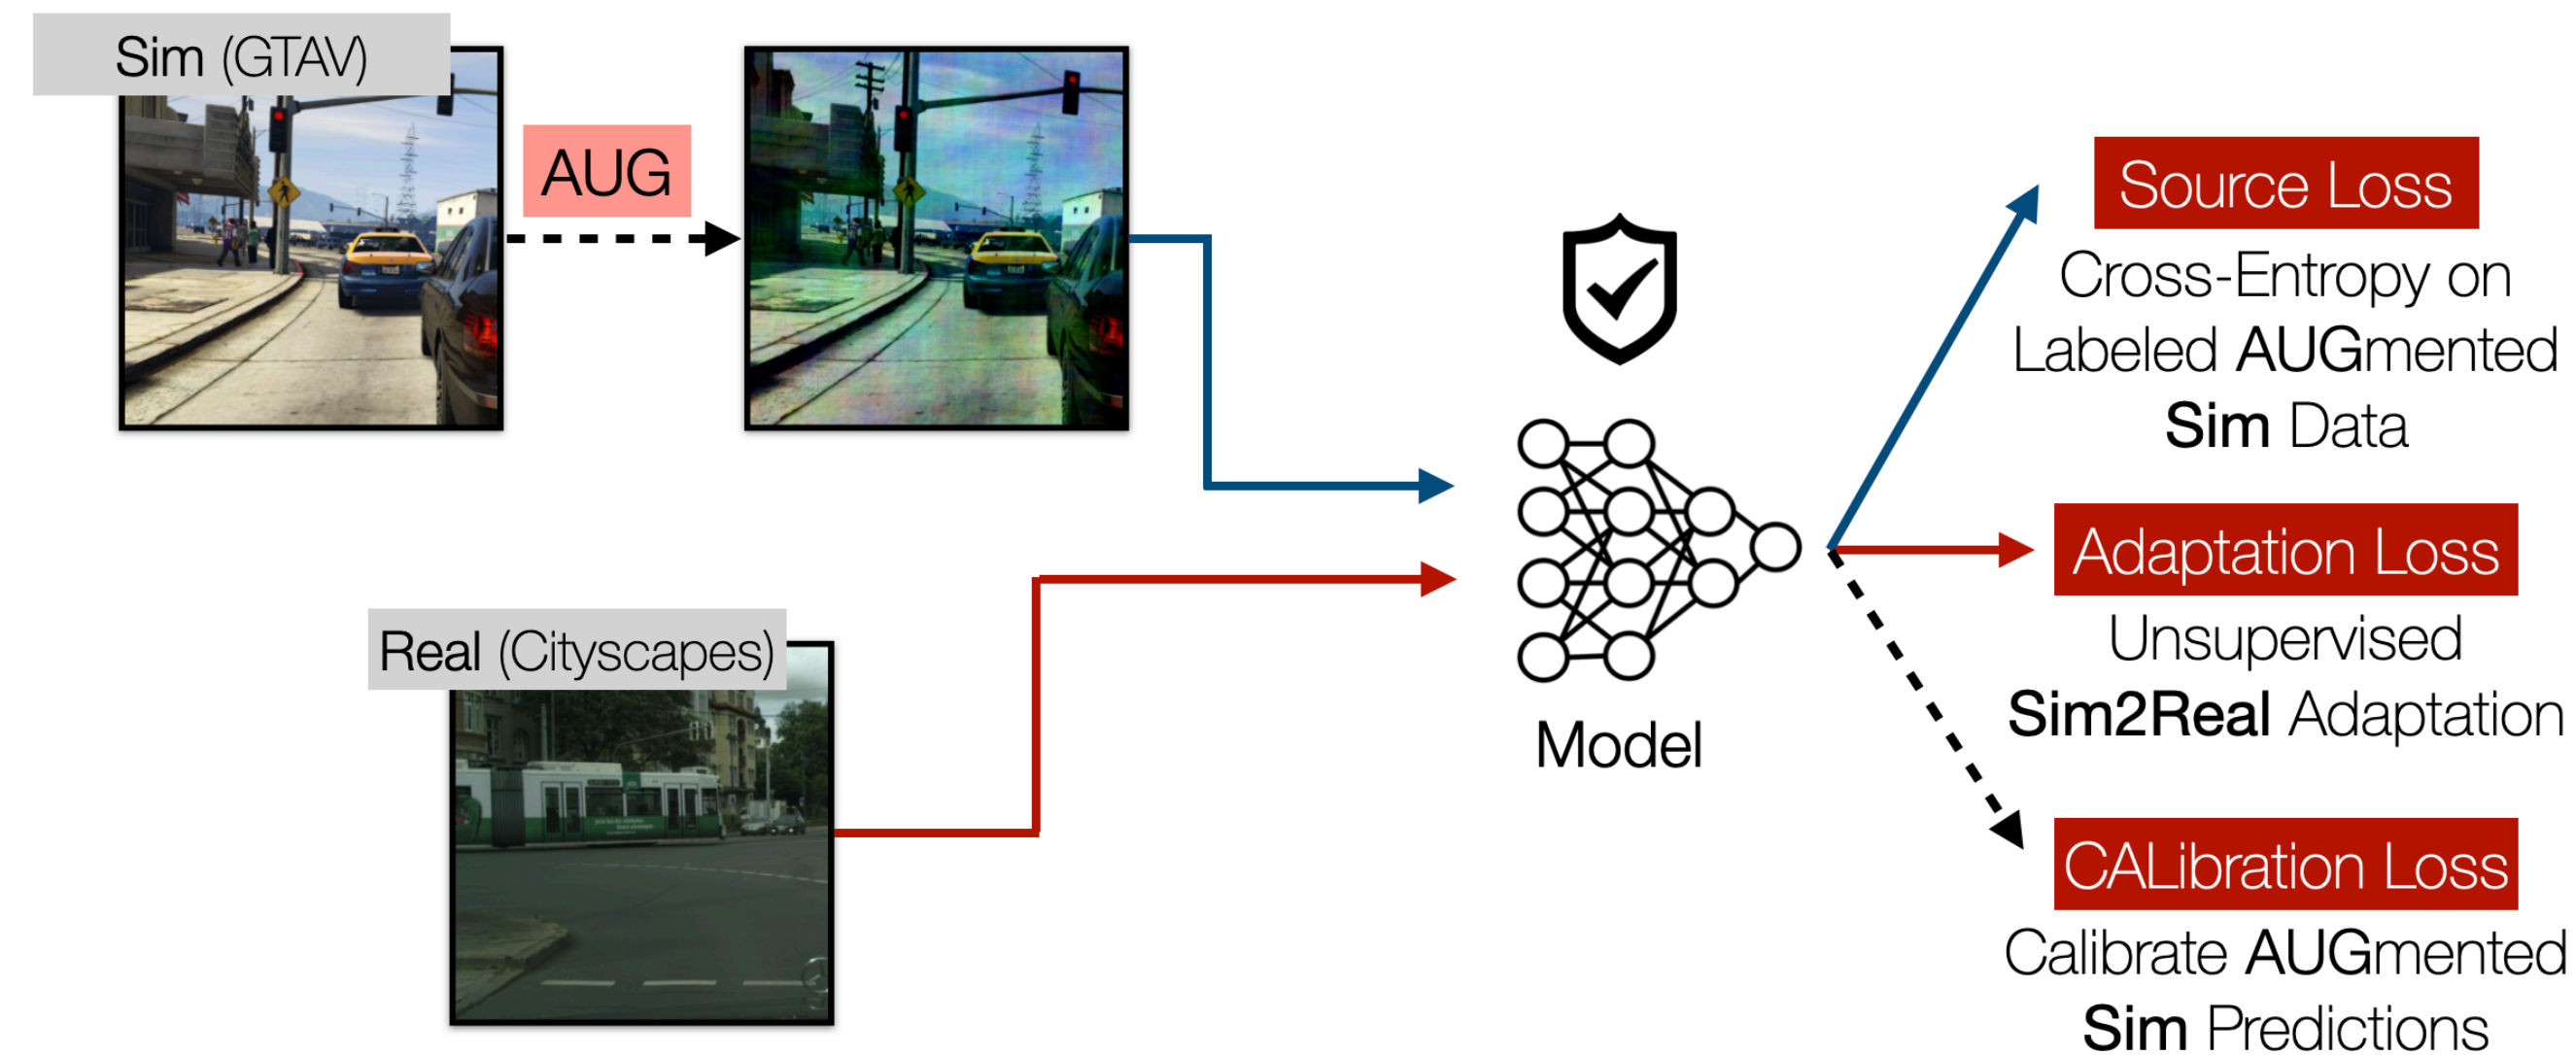 Sim (GTAV)
AUG
Real (Cityscapes)
Model
Source Loss
Cross-Entropy on
Labeled AUGmented
Sim Data
Adaptation Loss
Unsupervised
Sim2Real Adaptation
CALibration Loss
Calibrate AUGmented
Sim Predictions